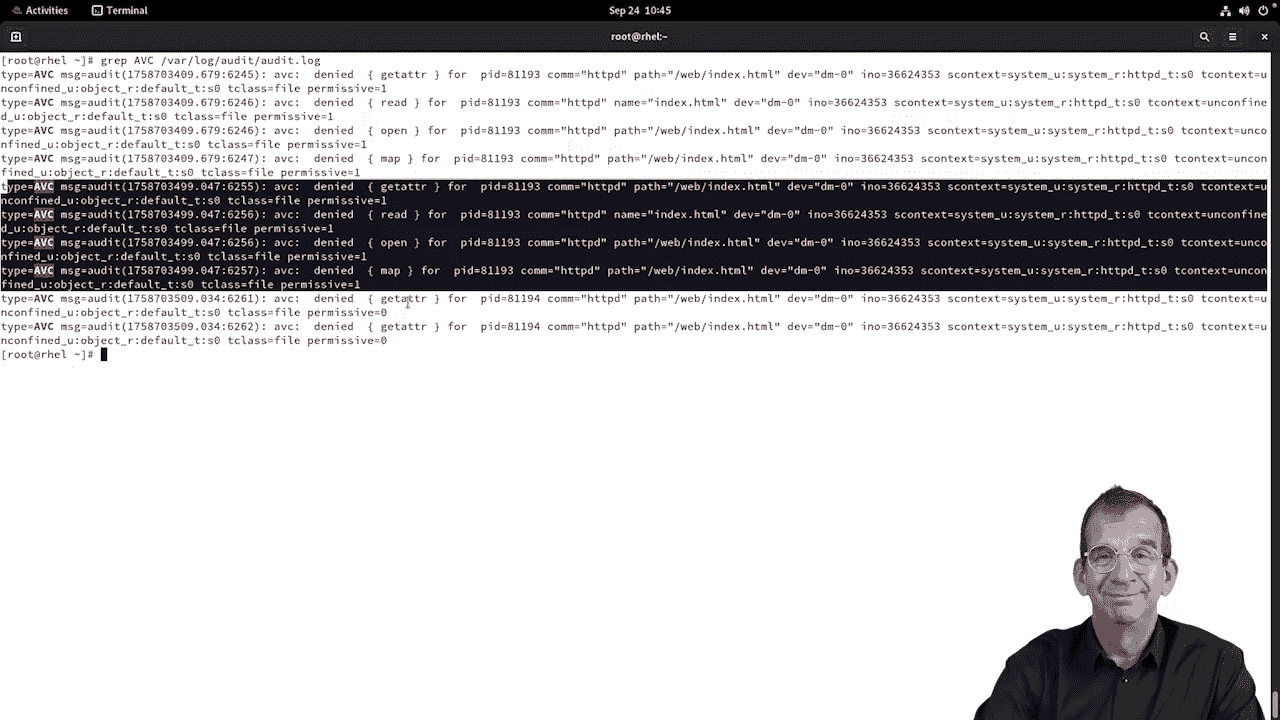 Activities Terminal Sep 24 10:45
root@rhel:~
[root@rhel ~]# grep AVC /var/log/audit/audit.log
type=AVC msg=audit(1758703409.679:6245): avc:  denied  { getattr } for  pid=81193 comm="httpd" path="/web/index.html" dev="dm-0" ino=36624353 scontext=system_u:system_r:httpd_t:s0 tcontext=u
nconfined_u:object_r:default_t:s0 tclass=file permissive=1
type=AVC msg=audit(1758703409.679:6246): avc:  denied  { read } for  pid=81193 comm="httpd" name="index.html" dev="dm-0" ino=36624353 scontext=system_u:system_r:httpd_t:s0 tcontext=unconfine
d_u:object_r:default_t:s0 tclass=file permissive=1
type=AVC msg=audit(1758703409.679:6246): avc:  denied  { open } for  pid=81193 comm="httpd" path="/web/index.html" dev="dm-0" ino=36624353 scontext=system_u:system_r:httpd_t:s0 tcontext=unco
nfined_u:object_r:default_t:s0 tclass=file permissive=1
type=AVC msg=audit(1758703409.679:6247): avc:  denied  { map } for  pid=81193 comm="httpd" path="/web/index.html" dev="dm-0" ino=36624353 scontext=system_u:system_r:httpd_t:s0 tcontext=uncon
fined_u:object_r:default_t:s0 tclass=file permissive=1
type=AVC msg=audit(1758703499.047:6255): avc:  denied  { getattr } for  pid=81193 comm="httpd" path="/web/index.html" dev="dm-0" ino=36624353 scontext=system_u:system_r:httpd_t:s0 tcontext=u
nconfined_u:object_r:default_t:s0 tclass=file permissive=1
type=AVC msg=audit(1758703499.047:6256): avc:  denied  { read } for  pid=81193 comm="httpd" name="index.html" dev="dm-0" ino=36624353 scontext=system_u:system_r:httpd_t:s0 tcontext=unconfine
d_u:object_r:default_t:s0 tclass=file permissive=1
type=AVC msg=audit(1758703499.047:6256): avc:  denied  { open } for  pid=81193 comm="httpd" path="/web/index.html" dev="dm-0" ino=36624353 scontext=system_u:system_r:httpd_t:s0 tcontext=unco
nfined_u:object_r:default_t:s0 tclass=file permissive=1
type=AVC msg=audit(1758703499.047:6257): avc:  denied  { map } for  pid=81193 comm="httpd" path="/web/index.html" dev="dm-0" ino=36624353 scontext=system_u:system_r:httpd_t:s0 tcontext=uncon
fined_u:object_r:default_t:s0 tclass=file permissive=1
type=AVC msg=audit(1758703509.034:6261): avc:  denied  { getattr } for  pid=81194 comm="httpd" path="/web/index.html" dev="dm-0" ino=36624353 scontext=system_u:system_r:httpd_t:s0 tcontext=u
nconfined_u:object_r:default_t:s0 tclass=file permissive=0
type=AVC msg=audit(1758703509.034:6262): avc:  denied  { getattr } for  pid=81194 comm="httpd" path="/web/index.html" dev="dm-0" ino=36624353 scontext=system_u:system_r:httpd_t:s0 tcontext=u
nconfined_u:object_r:default_t:s0 tclass=file permissive=0
[root@rhel ~]#